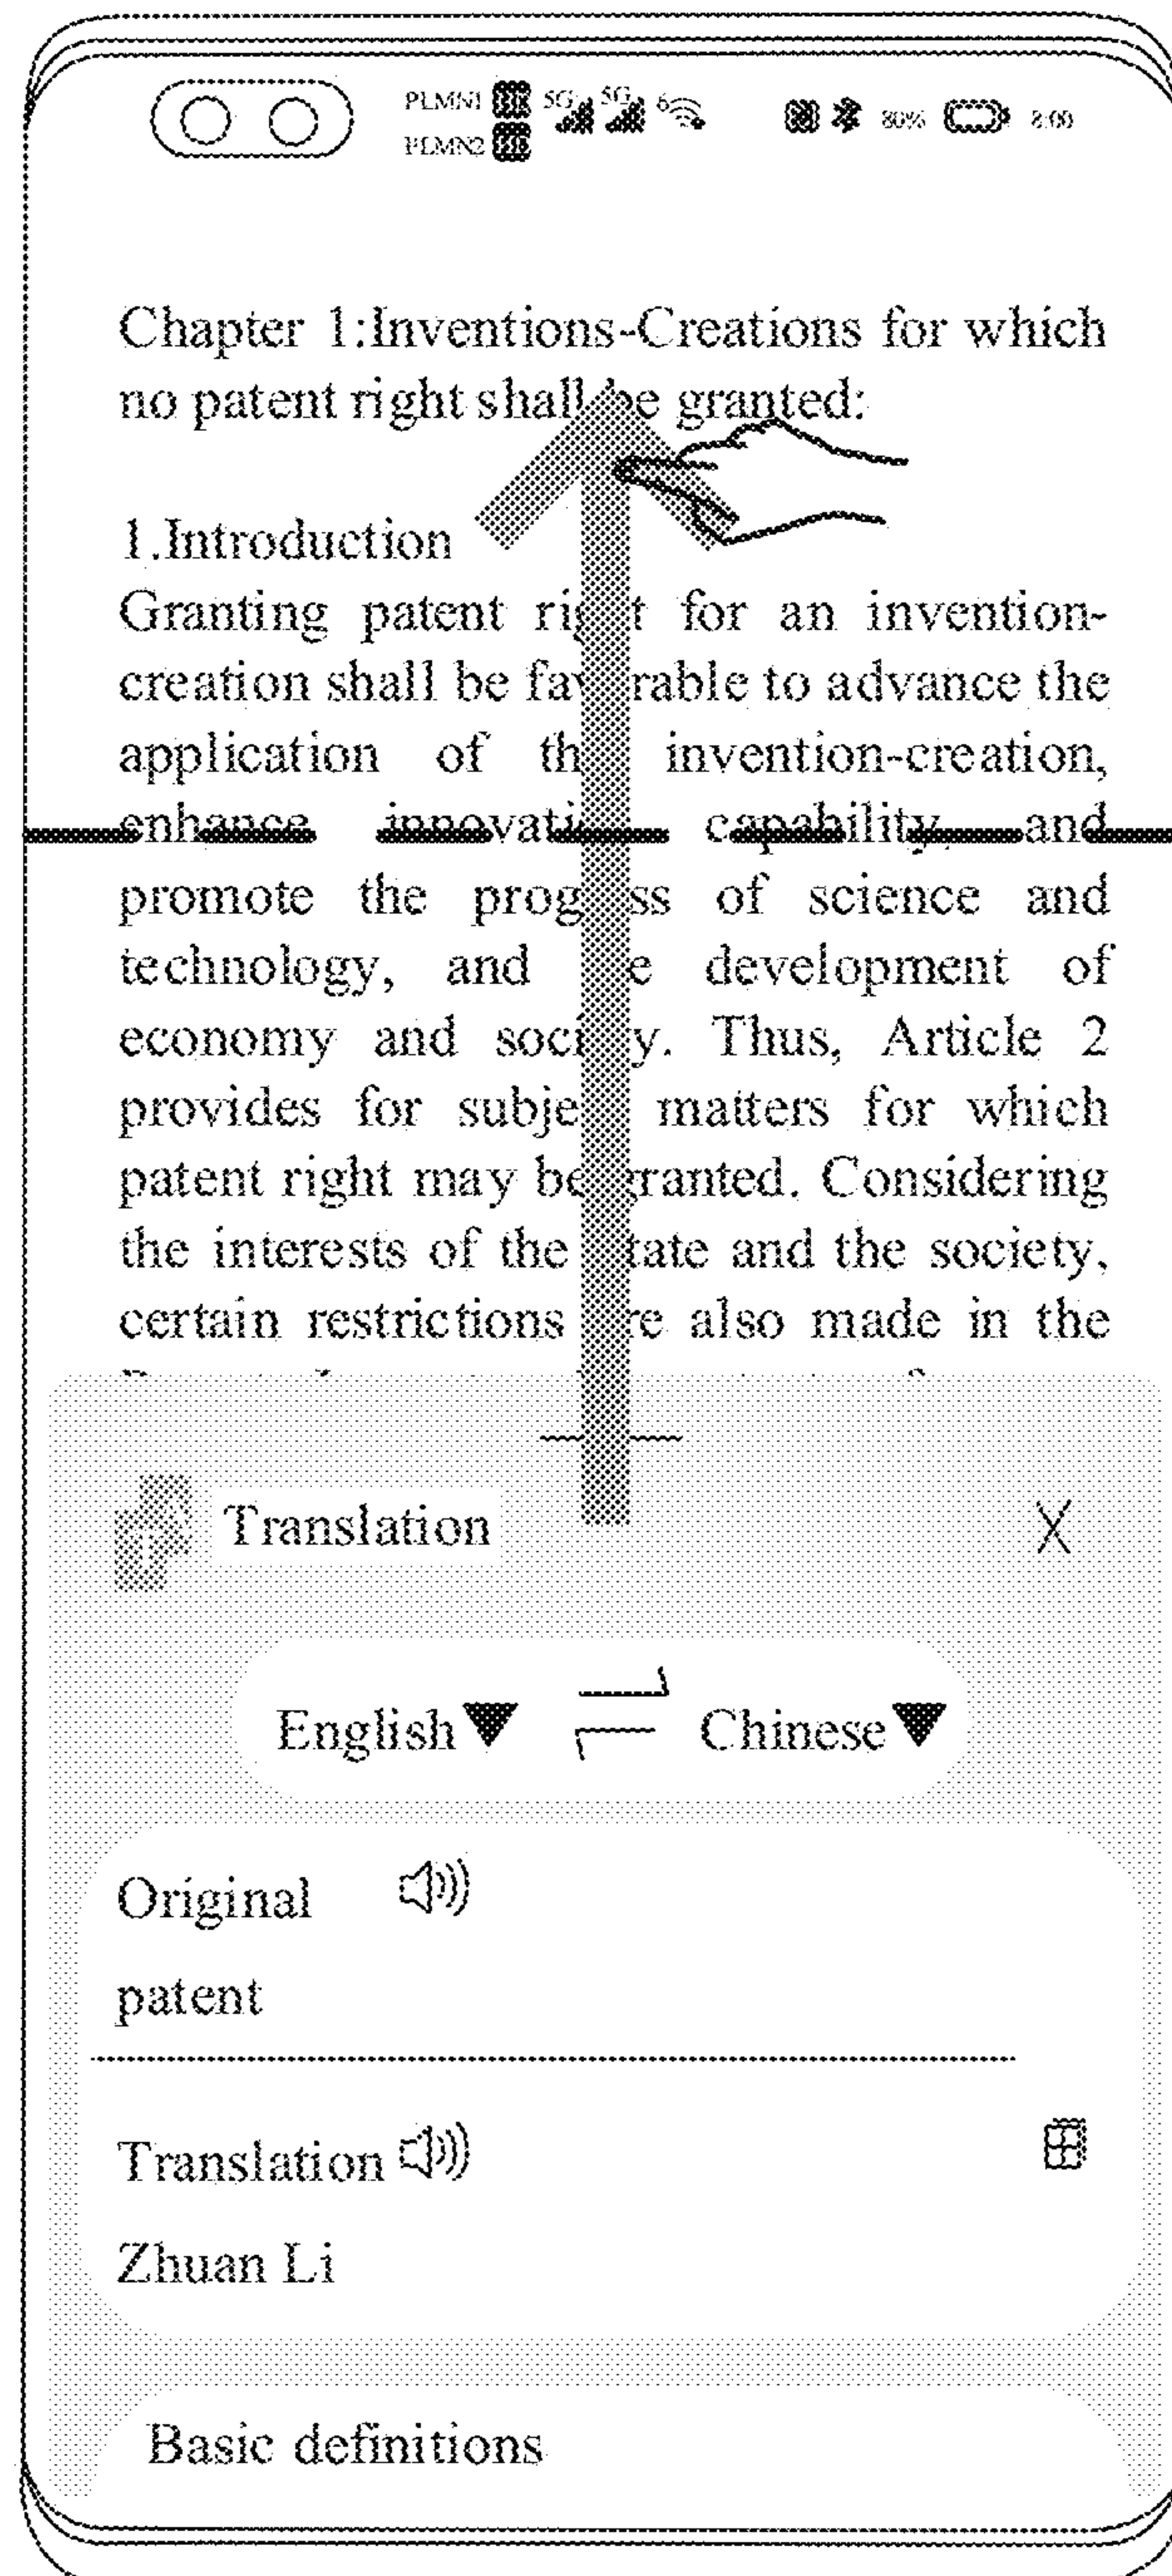 PLMN1 5G 5G 6 80% 8:00
PLMN2
Chapter 1:Inventions-Creations for which
no patent right shall be granted:
1.Introduction
Granting patent right for an invention-
creation shall be to advance the
application of the invention-creation,
enhance innovation capability, and
promote the progress of science and
technology, and the development of
economy and society. Thus, Article 2
provides for subject matters for which
patent right may be granted. Considering
the interests of the state and the society,
certain restrictions are also made in the
Translation X
English Chinese
Original
patent
Translation
Zhuan Li
Basic definitions